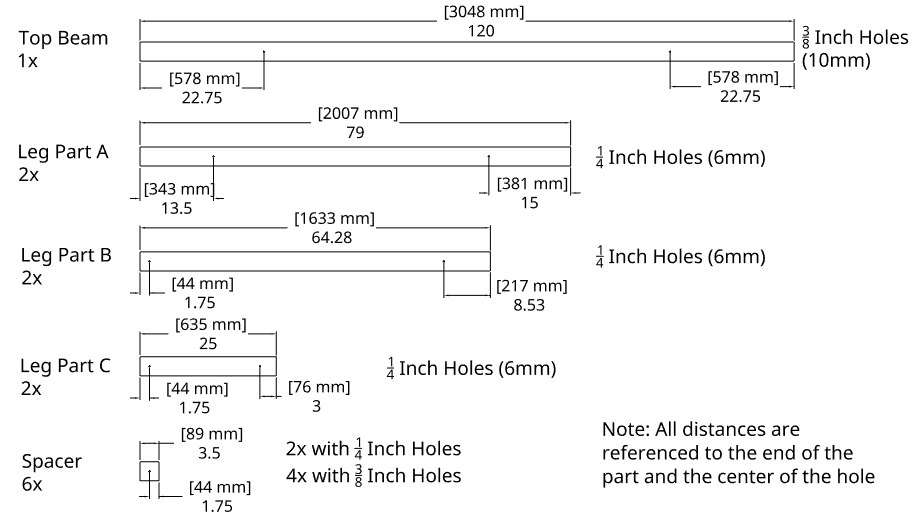 [3048 mm]
120
Top Beam
1x
3/8 Inch Holes
(10mm)
[578 mm]
22.75
[578 mm]
22.75
[2007 mm]
79
Leg Part A
2x
1/4 Inch Holes (6mm)
[343 mm]
13.5
[381 mm]
15
[1633 mm]
64.28
Leg Part B
2x
1/4 Inch Holes (6mm)
[44 mm]
1.75
[217 mm]
8.53
[635 mm]
25
Leg Part C
2x
1/4 Inch Holes (6mm)
[44 mm]
1.75
[76 mm]
3
[89 mm]
3.5
Spacer
6x
2x with 1/4 Inch Holes
4x with 3/8 Inch Holes
[44 mm]
1.75
Note: All distances are
referenced to the end of the
part and the center of the hole